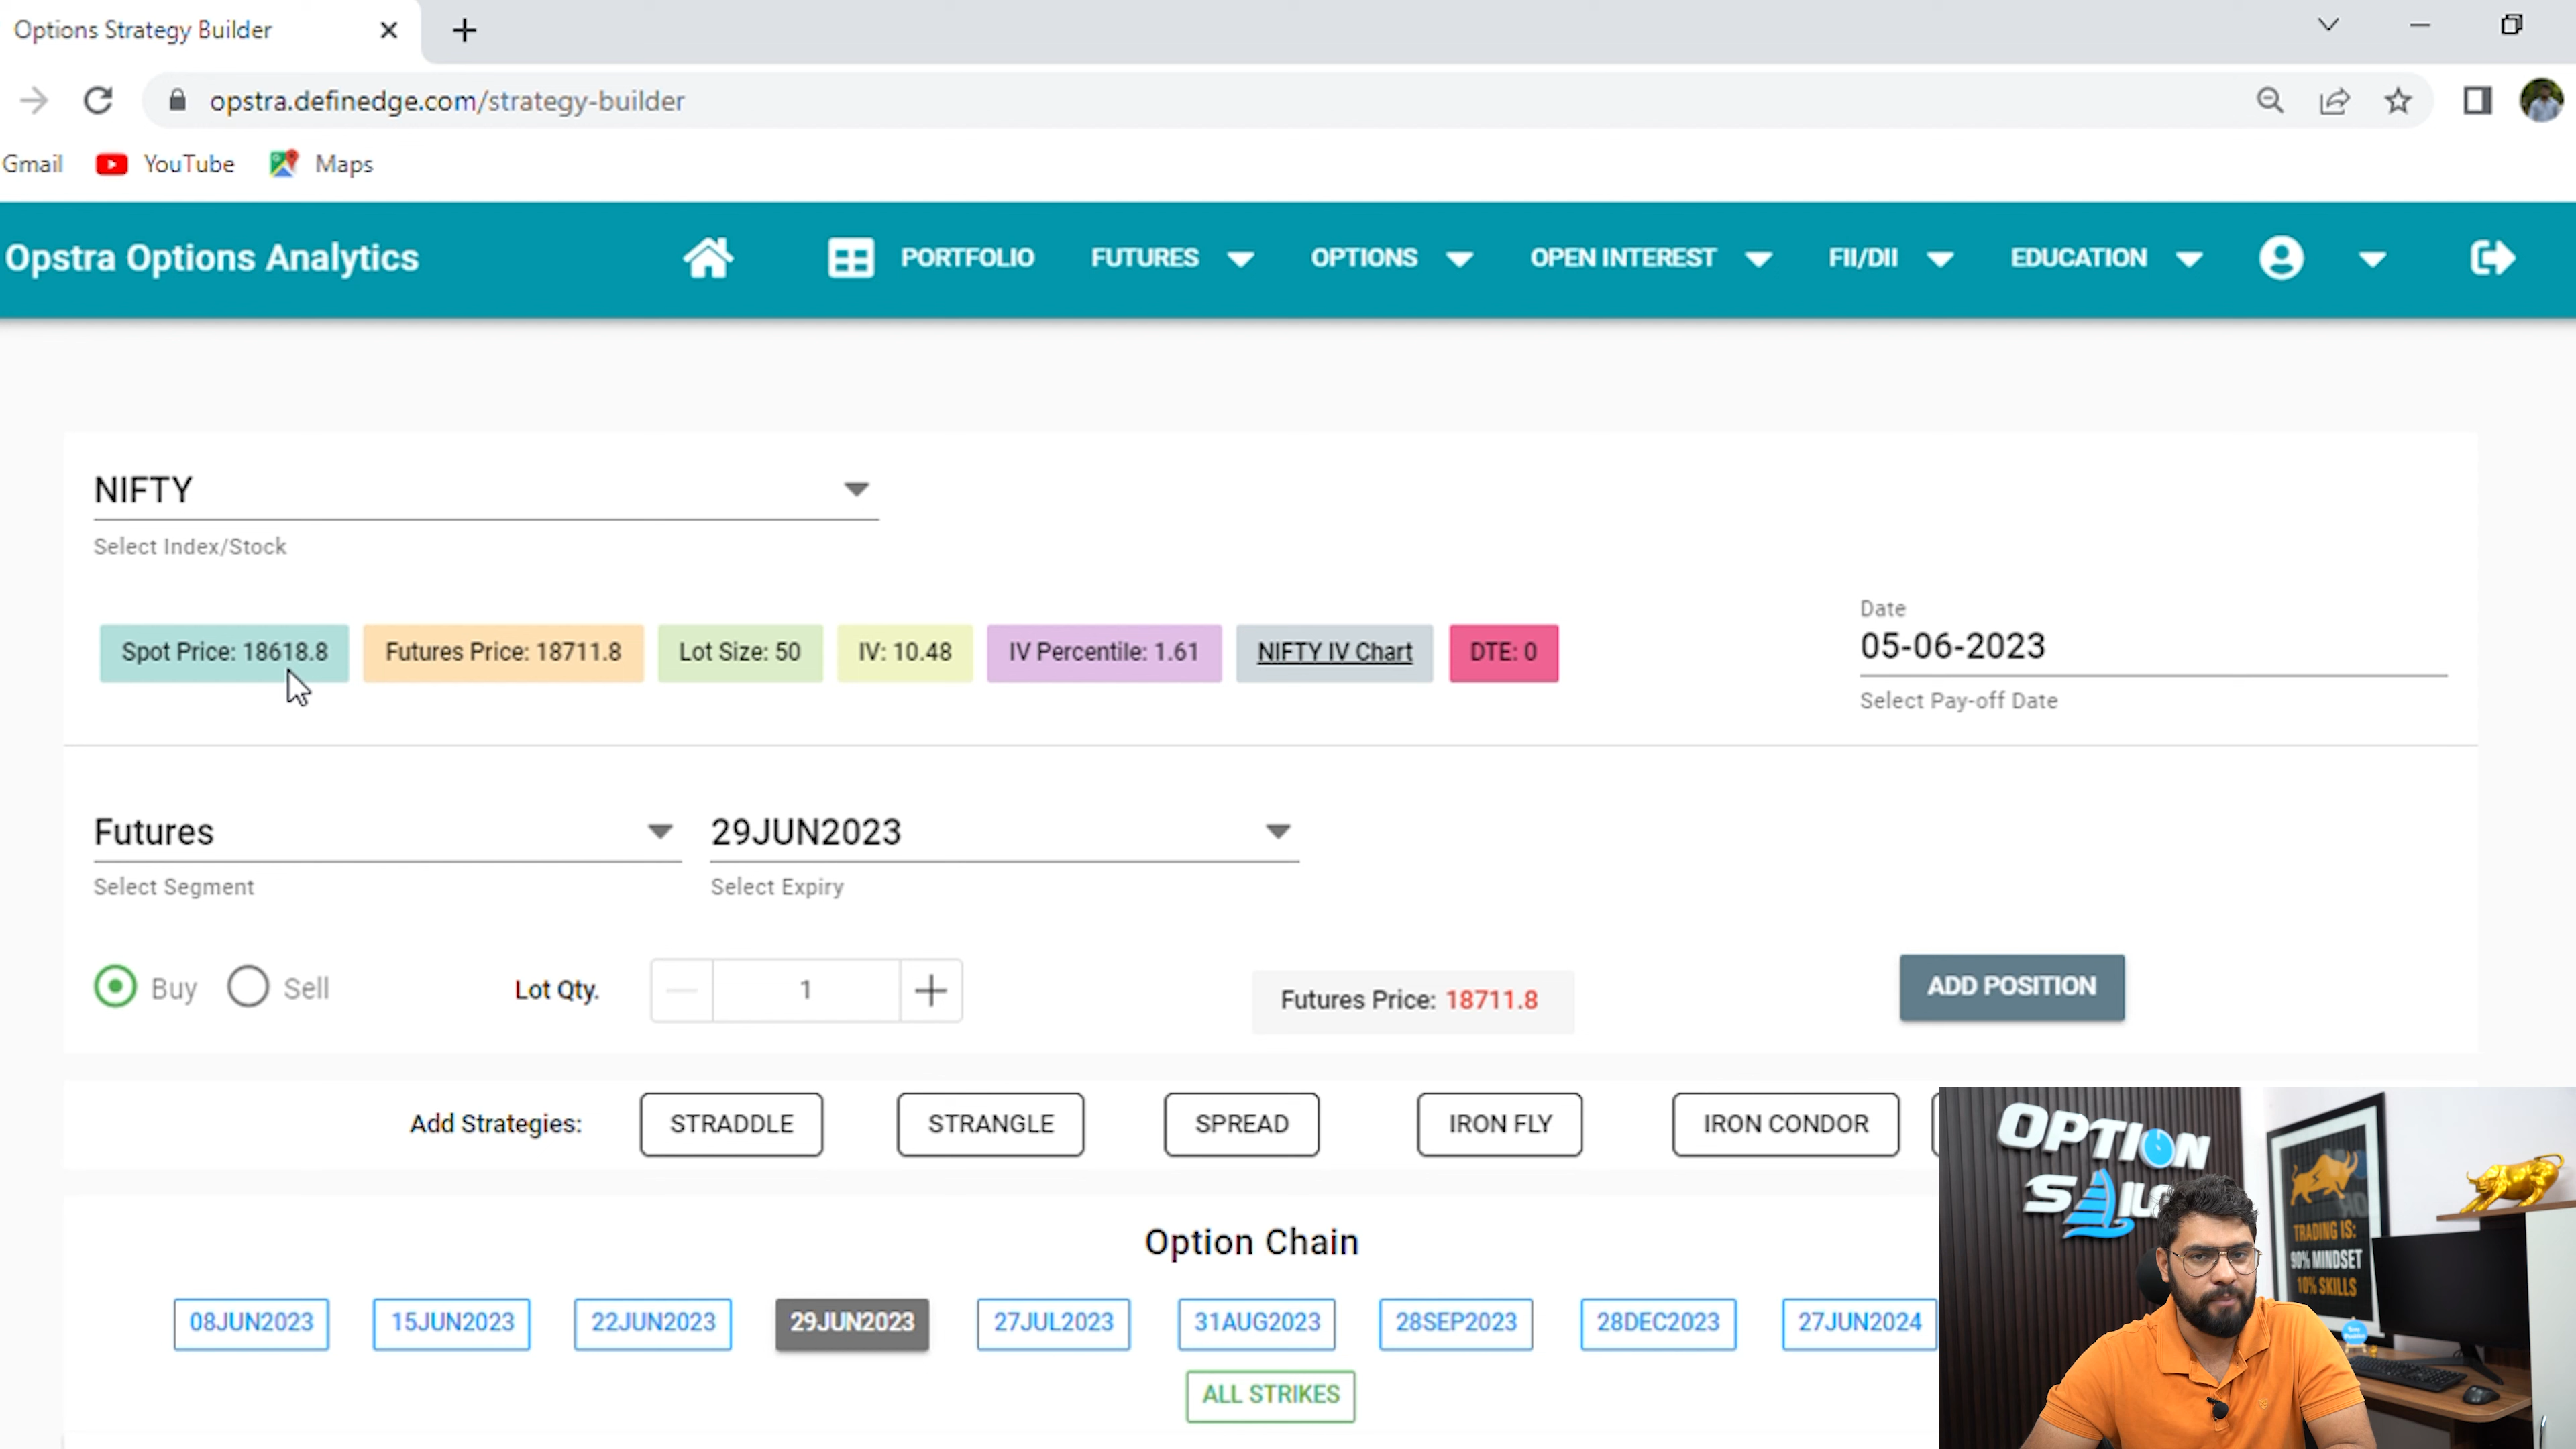 Options Strategy Builder
opstra.definedge.com/strategy-builder
Gmail YouTube Maps
Opstra Options Analytics PORTFOLIO FUTURES OPTIONS OPEN INTEREST FII/DII EDUCATION
NIFTY
Select Index/Stock
Spot Price: 18618.8 Futures Price: 18711.8 Lot Size: 50 IV: 10.48 IV Percentile: 1.61 NIFTY IV Chart DTE: 0
Date
05-06-2023
Select Pay-off Date
Futures 29JUN2023
Select Segment Select Expiry
Buy Sell Lot Qty. 1 Futures Price: 18711.8 ADD POSITION
Add Strategies: STRADDLE STRANGLE SPREAD IRON FLY IRON CONDOR
Option Chain
08JUN2023 15JUN2023 22JUN2023 29JUN2023 27JUL2023 31AUG2023 28SEP2023 28DEC2023 27JUN2024
ALL STRIKES
OPTION
SAIL
TRADING IS:
90% MINDSET
10% SKILLS